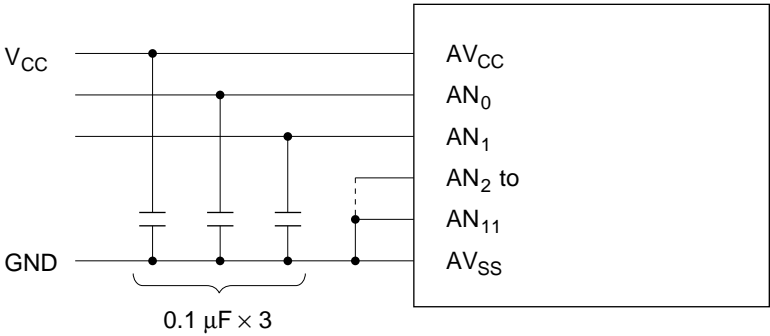 V_CC
AV_CC
AN_0
AN_1
AN_2 to
AN_11
GND
AV_SS
0.1 μF × 3